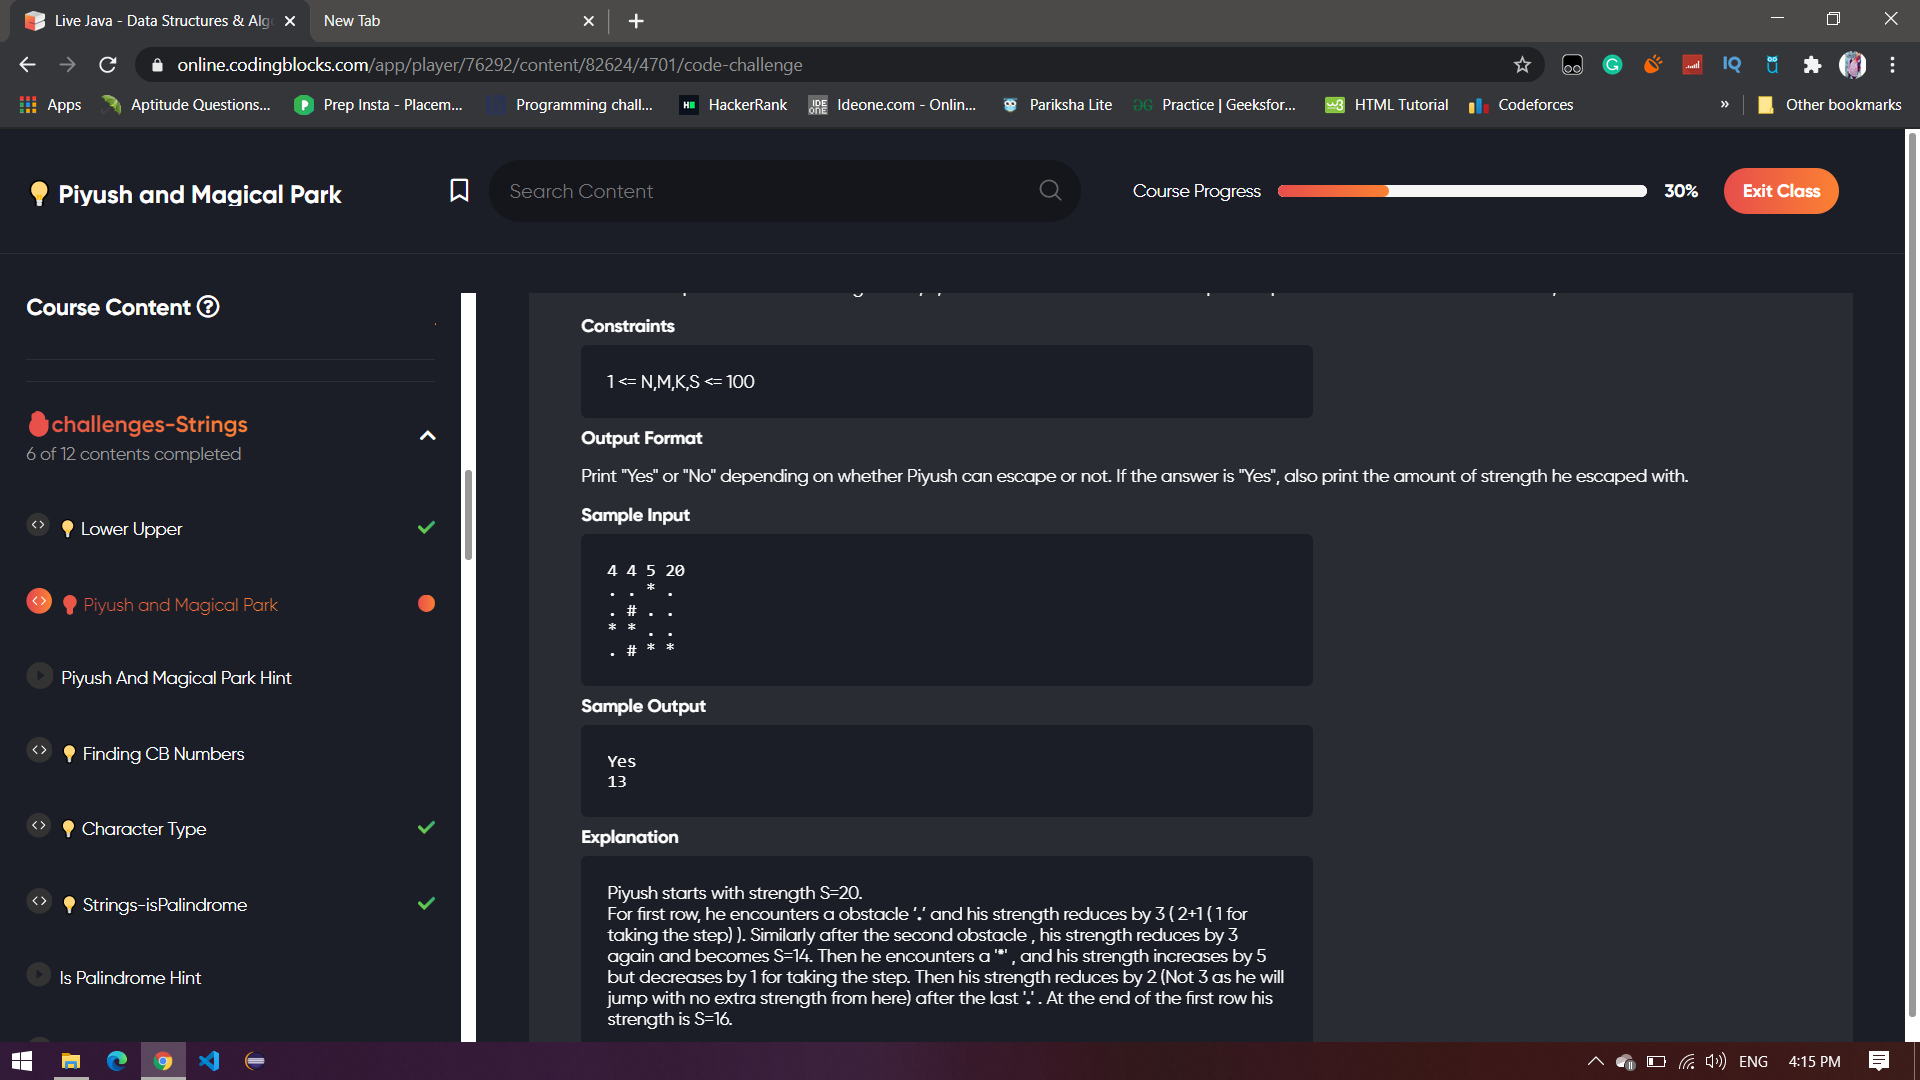 Live Java - Data Structures & Alg
New Tab
online.codingblocks.com/app/player/76292/content/82624/4701/code-challenge
Apps
Aptitude Questions...
Prep Insta - Placem...
Programming chall...
HackerRank
Ideone.com - Onlin...
Pariksha Lite
Practice | Geeksfor...
HTML Tutorial
Codeforces
»
Other bookmarks
Piyush and Magical Park
Search Content
Course Progress
30%
Exit Class
Course Content
challenges-Strings
6 of 12 contents completed
Lower Upper
Piyush and Magical Park
Piyush And Magical Park Hint
Finding CB Numbers
Character Type
Strings-isPalindrome
Is Palindrome Hint
Constraints
1 <= N,M,K,S <= 100
Output Format
Print "Yes" or "No" depending on whether Piyush can escape or not. If the answer is "Yes", also print the amount of strength he escaped with.
Sample Input
4 4 5 20
. . * .
. # . .
* * . .
. # * *
Sample Output
Yes
13
Explanation
Piyush starts with strength S=20.
For first row, he encounters a obstacle '.' and his strength reduces by 3 ( 2+1 ( 1 for
taking the step) ). Similarly after the second obstacle , his strength reduces by 3
again and becomes S=14. Then he encounters a '*' , and his strength increases by 5
but decreases by 1 for taking the step. Then his strength reduces by 2 (Not 3 as he will
jump with no extra strength from here) after the last '.' . At the end of the first row his
strength is S=16.
ENG
4:15 PM